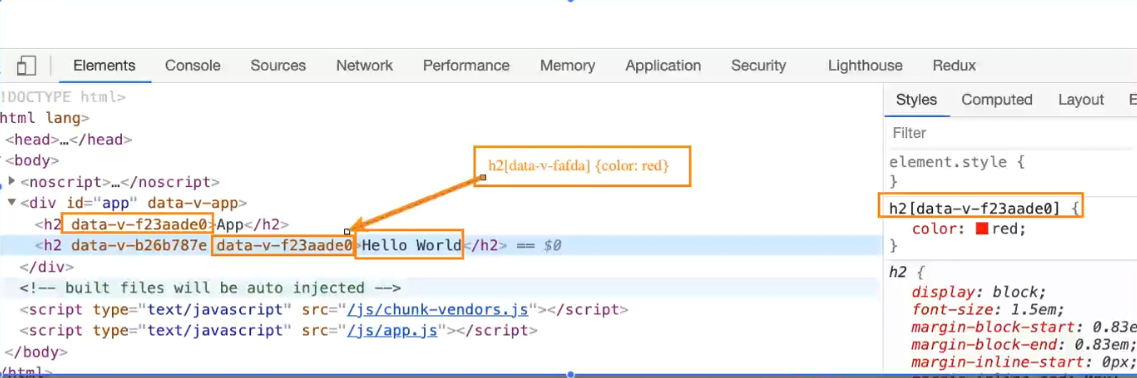 Elements Console Sources Network Performance Memory Application Security Lighthouse Redux
!DOCTYPE html>
html lang>
<head>…</head>
<body>
<noscript>…</noscript>
<div id="app" data-v-app>
<h2 data-v-f23aade0>App</h2>
<h2 data-v-b26b787e data-v-f23aade0>Hello World</h2> == $0
</div>
<!-- built files will be auto injected -->
<script type="text/javascript" src="/js/chunk-vendors.js"></script>
<script type="text/javascript" src="/js/app.js"></script>
</body>
/html>
h2[data-v-fafda] {color: red}
Styles Computed Layout E
Filter
element.style {
}
h2[data-v-f23aade0] {
color: red;
}
h2 {
display: block;
font-size: 1.5em;
margin-block-start: 0.83e
margin-block-end: 0.83em;
margin-inline-start: 0px;